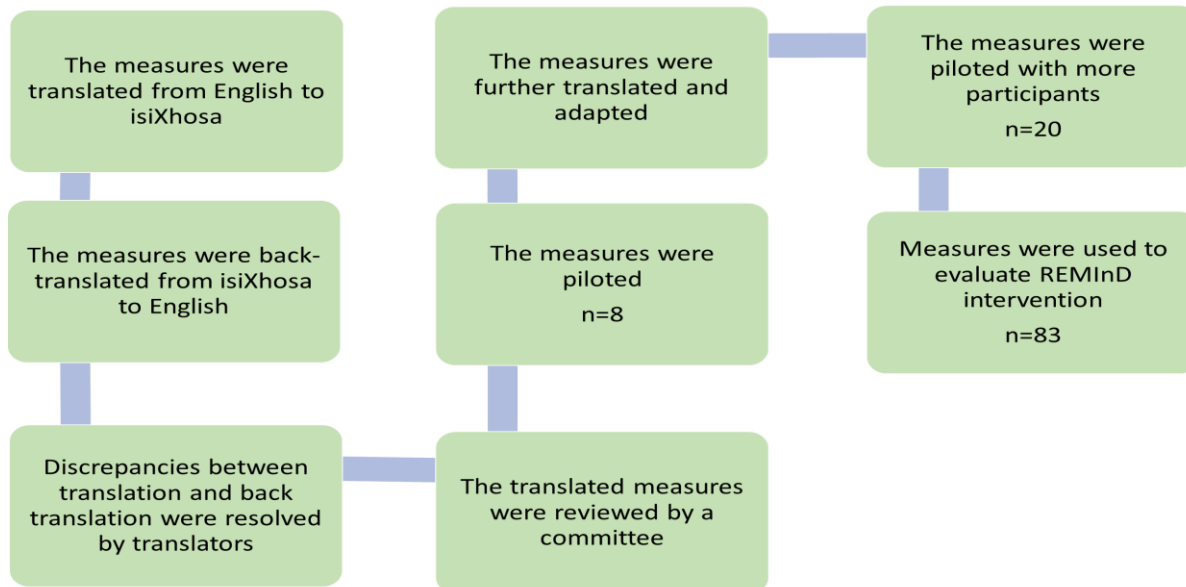 The measures were
translated from English to
isiXhosa
The measures were back-
translated from isiXhosa
to English
Discrepancies between
translation and back
translation were resolved
by translators
The translated measures
were reviewed by a
committee
The measures were
piloted
n=8
The measures were
further translated and
adapted
The measures were
piloted with more
participants
n=20
Measures were used to
evaluate REMInD
intervention
n=83